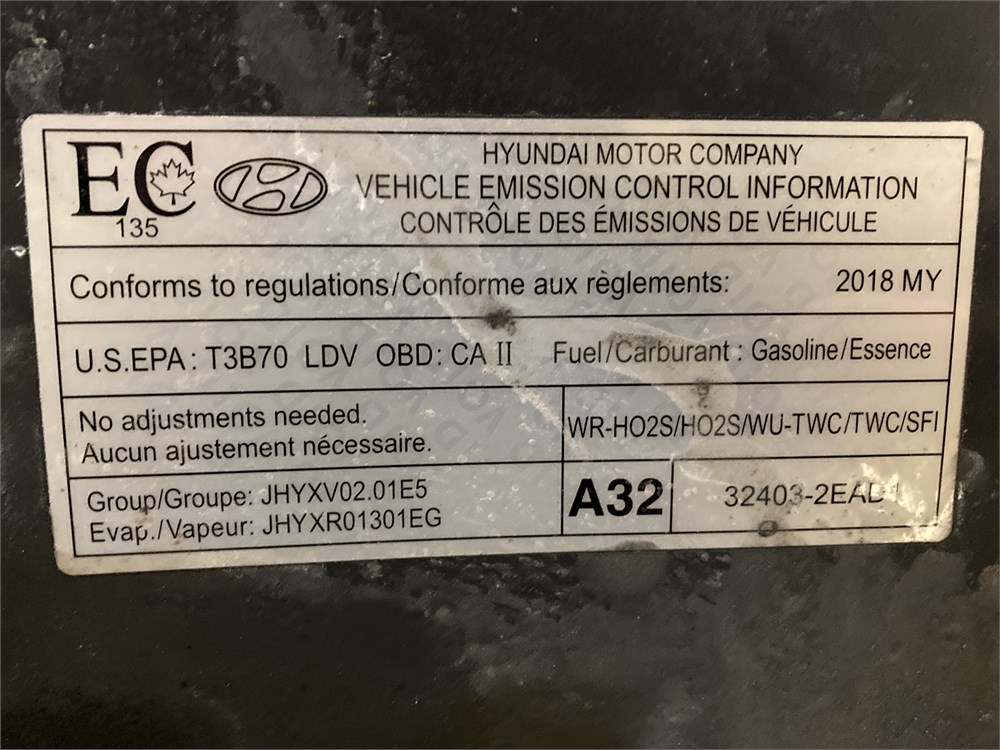 EC
135
HYUNDAI MOTOR COMPANY
VEHICLE EMISSION CONTROL INFORMATION
CONTRÔLE DES ÉMISSIONS DE VÉHICULE
Conforms to regulations/Conforme aux règlements: 2018 MY
U.S.EPA: T3B70 LDV OBD: CA II Fuel/Carburant : Gasoline/Essence
No adjustments needed.
Aucun ajustement nécessaire.
WR-HO2S/HO2S/WU-TWC/TWC/SFI
Group/Groupe: JHYXV02.01E5
Evap./Vapeur: JHYXR01301EG
A32